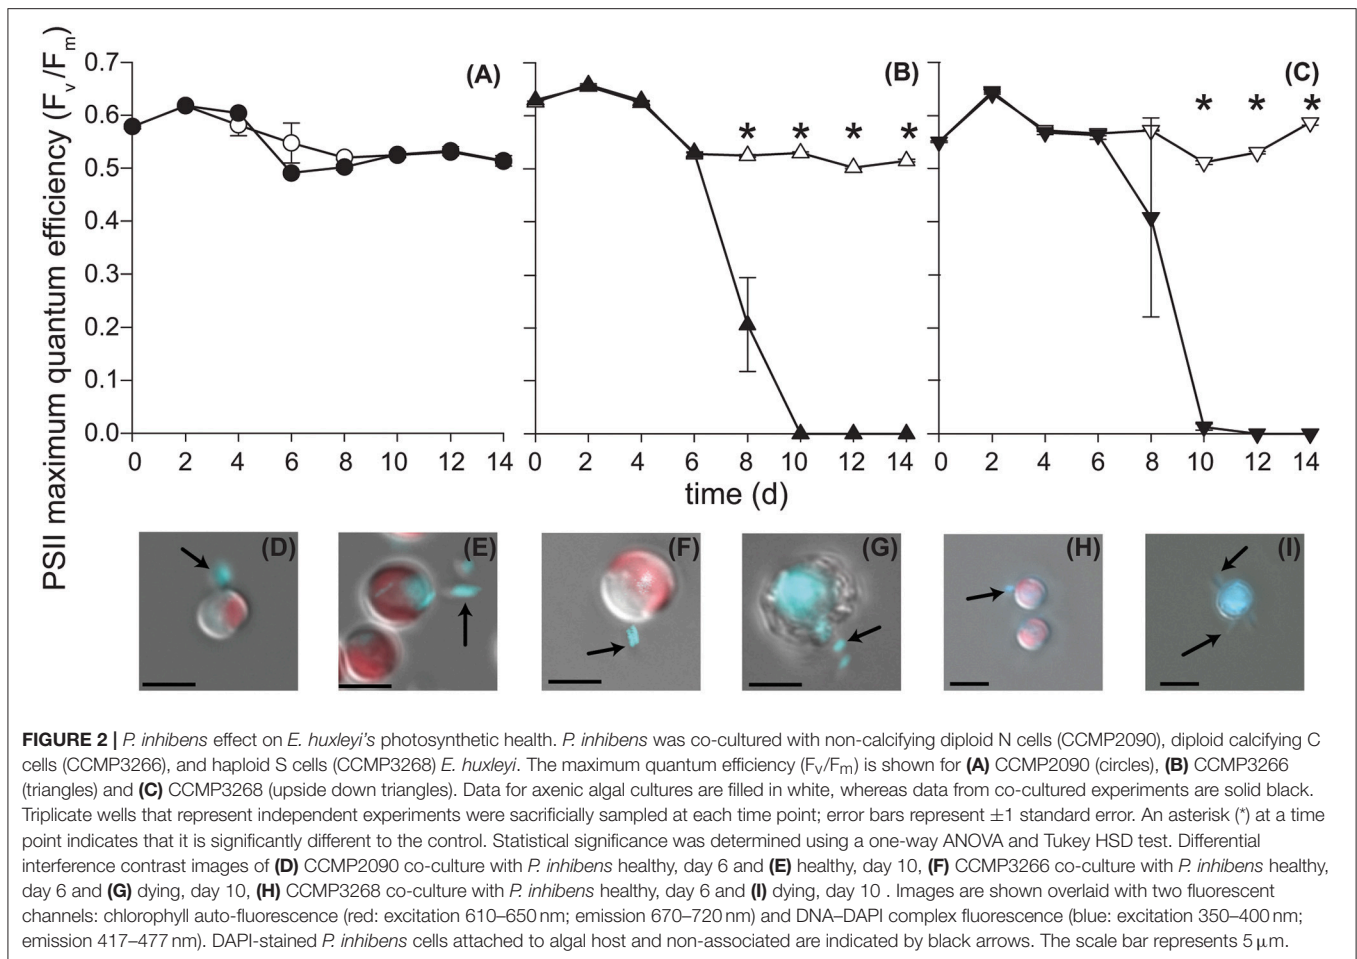 PSII maximum quantum efficiency (Fv/Fm)
0.7 (A) (B) (C)
0.6 * * * * * * *
0.5
0.4
0.3
0.2
0.1
0.0
0 2 4 6 8 10 12 14 0 2 4 6 8 10 12 14 0 2 4 6 8 10 12 14
time (d)
(D) (E) (F) (G) (H) (I)
FIGURE 2 | P. inhibens effect on E. huxleyi's photosynthetic health. P. inhibens was co-cultured with non-calcifying diploid N cells (CCMP2090), diploid calcifying C
cells (CCMP3266), and haploid S cells (CCMP3268) E. huxleyi. The maximum quantum efficiency (Fv/Fm) is shown for (A) CCMP2090 (circles), (B) CCMP3266
(triangles) and (C) CCMP3268 (upside down triangles). Data for axenic algal cultures are filled in white, whereas data from co-cultured experiments are solid black.
Triplicate wells that represent independent experiments were sacrificially sampled at each time point; error bars represent ±1 standard error. An asterisk (*) at a time
point indicates that it is significantly different to the control. Statistical significance was determined using a one-way ANOVA and Tukey HSD test. Differential
interference contrast images of (D) CCMP2090 co-culture with P. inhibens healthy, day 6 and (E) healthy, day 10, (F) CCMP3266 co-culture with P. inhibens healthy,
day 6 and (G) dying, day 10, (H) CCMP3268 co-culture with P. inhibens healthy, day 6 and (I) dying, day 10 . Images are shown overlaid with two fluorescent
channels: chlorophyll auto-fluorescence (red: excitation 610–650 nm; emission 670–720 nm) and DNA–DAPI complex fluorescence (blue: excitation 350–400 nm;
emission 417–477 nm). DAPI-stained P. inhibens cells attached to algal host and non-associated are indicated by black arrows. The scale bar represents 5 μm.